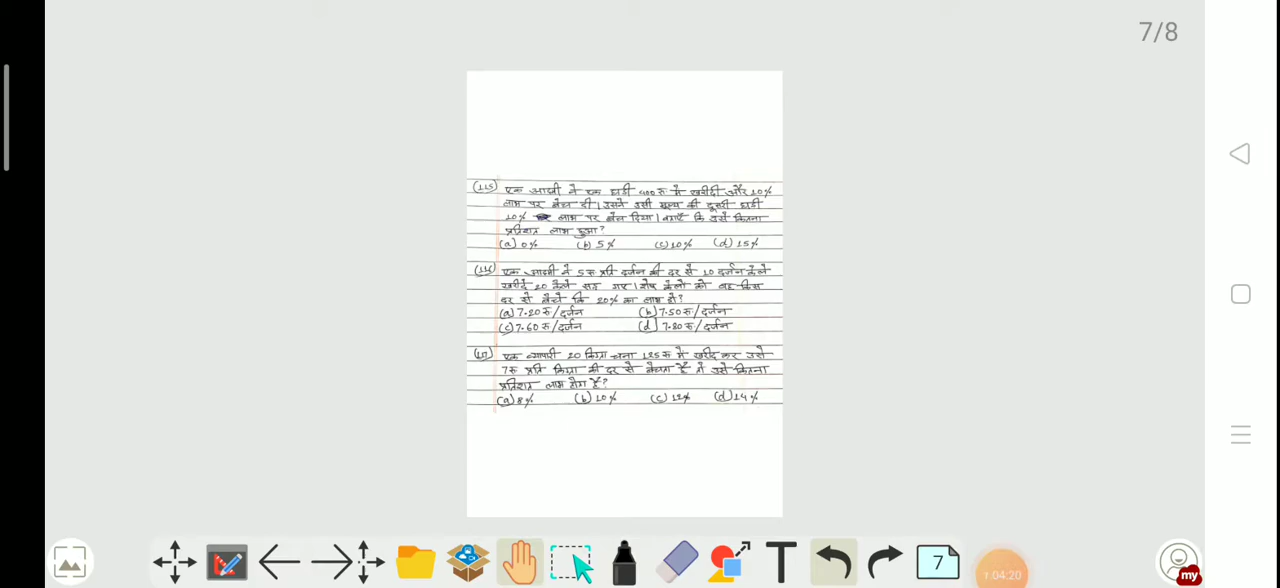 7/8
(115) एक आदमी ने एक घड़ी 400 रु में खरीदी और 10%
लाभ पर बेच दी। उसने उसी मूल्य की दूसरी घड़ी
10% लाभ पर बेच दिया। बताएँ कि उसे कितना
प्रतिशत लाभ हुआ?
(a) 0% (b) 5% (c) 10% (d) 15%
एक आदमी ने 5 रु प्रति दर्जन की दर से 10 दर्जन केले
खरीदे 20 केले सड़ गए। शेष केलों को वह किस
दर से बेचे कि 20% का लाभ हो?
(a) 7.20 रु/दर्जन (b) 7.50 रु/दर्जन
(c) 7.60 रु/दर्जन (d) 7.80 रु/दर्जन
एक व्यापारी 20 किग्रा चना 125 रु में खरीद कर उसे
7 रु प्रति किग्रा की दर से बेचता है तो उसे कितना
प्रतिशत लाभ होगा है?
(a) 8% (b) 10% (c) 12% (d) 14%
T
7
1:04:20
my